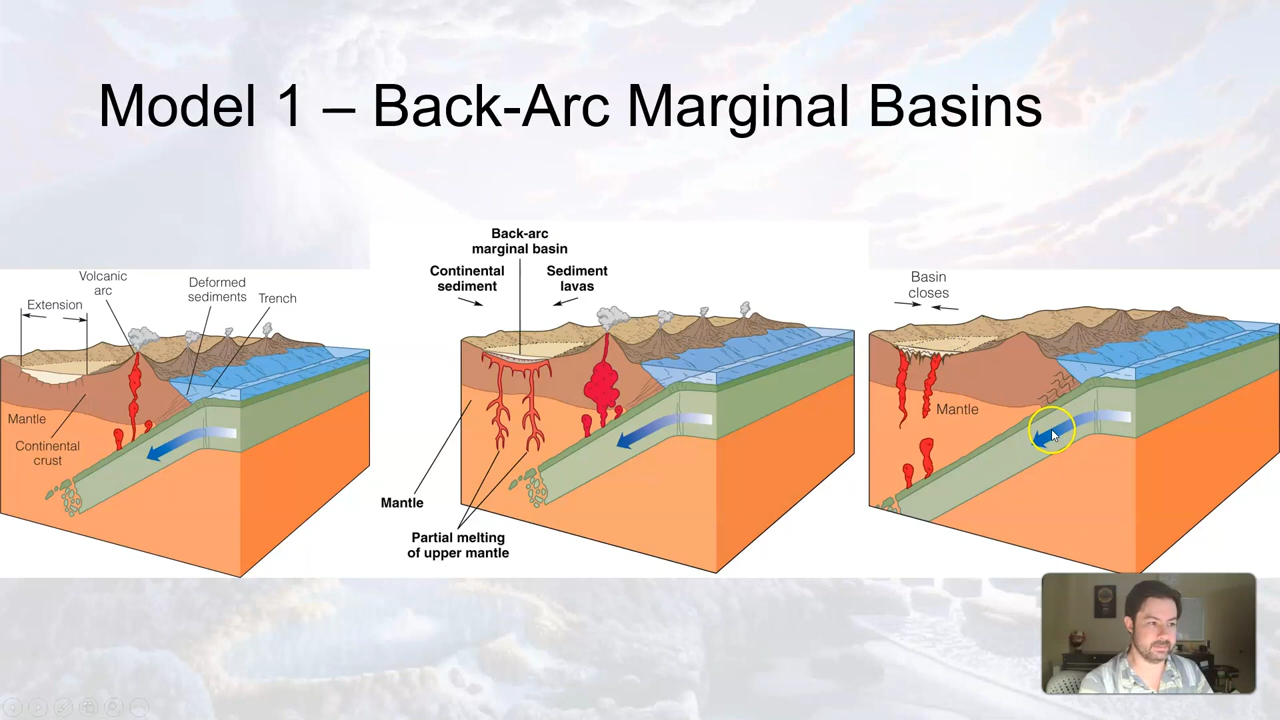 Model 1 – Back-Arc Marginal Basins
Extension
Volcanic
arc
Deformed
sediments
Trench
Mantle
Continental
crust
Back-arc
marginal basin
Continental
sediment
Sediment
lavas
Mantle
Partial melting
of upper mantle
Basin
closes
Mantle